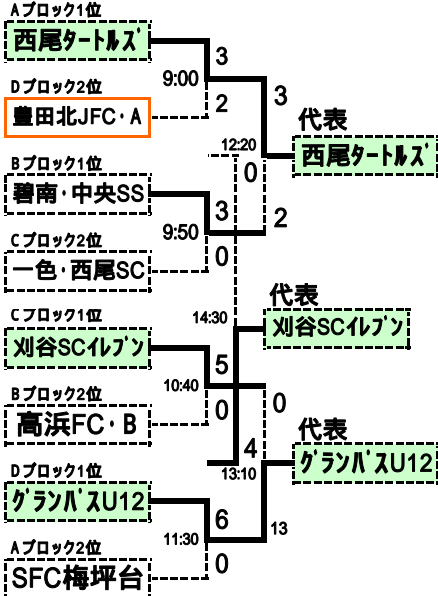 Aブロック1位
西尾タートルズ
3
9:00
Dブロック2位
2
3
豊田北JFC・A
代表
12:20
西尾タートルズ
Bブロック1位
0
碧南・中央SS
3
2
9:50
Cブロック2位
0
一色・西尾SC
代表
Cブロック1位
14:30
刈谷SCイレブン
刈谷SCイレブン
5
10:40
Bブロック2位
0
0
高浜FC・B
代表
4
Dブロック1位
13:10
グランパスU12
グランパスU12
6
13
11:30
Aブロック2位
0
SFC梅坪台